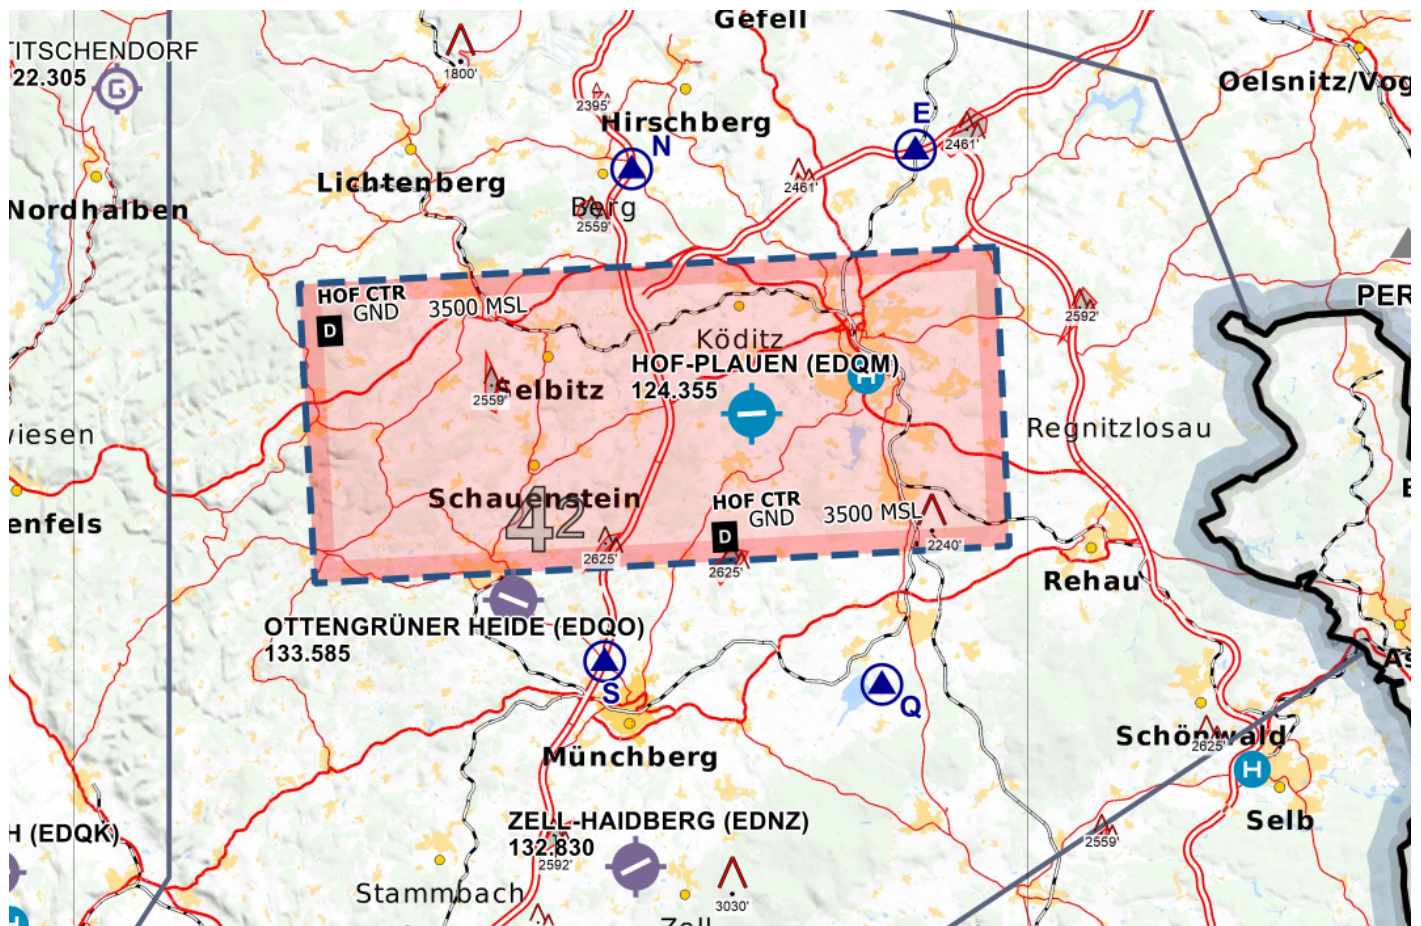 Gefell
TITSCHENDORF
22.305
G
1800'
Oelsnitz/Vog
2395'
Hirschberg
E
N
2461'
2461'
Lichtenberg
Nordhalben
Berg
2559'
HOF CTR
GND
3500 MSL
D
PER
2592'
Köditz
HOF-PLAUEN (EDQM)
124.355
H
Selbitz
2559'
wiesen
Regnitzlosau
Schauenstein
42
HOF CTR
GND
3500 MSL
D
enfels
2625'
2625'
2240'
Rehau
OTTENGRÜNER HEIDE (EDQO)
133.585
As
S
Q
Münchberg
Schönwald
2625'
H
ZELL-HAIDBERG (EDNZ)
132.830
2592'
Selb
H (EDQK)
2559'
Stammbach
3030'
Zell
H